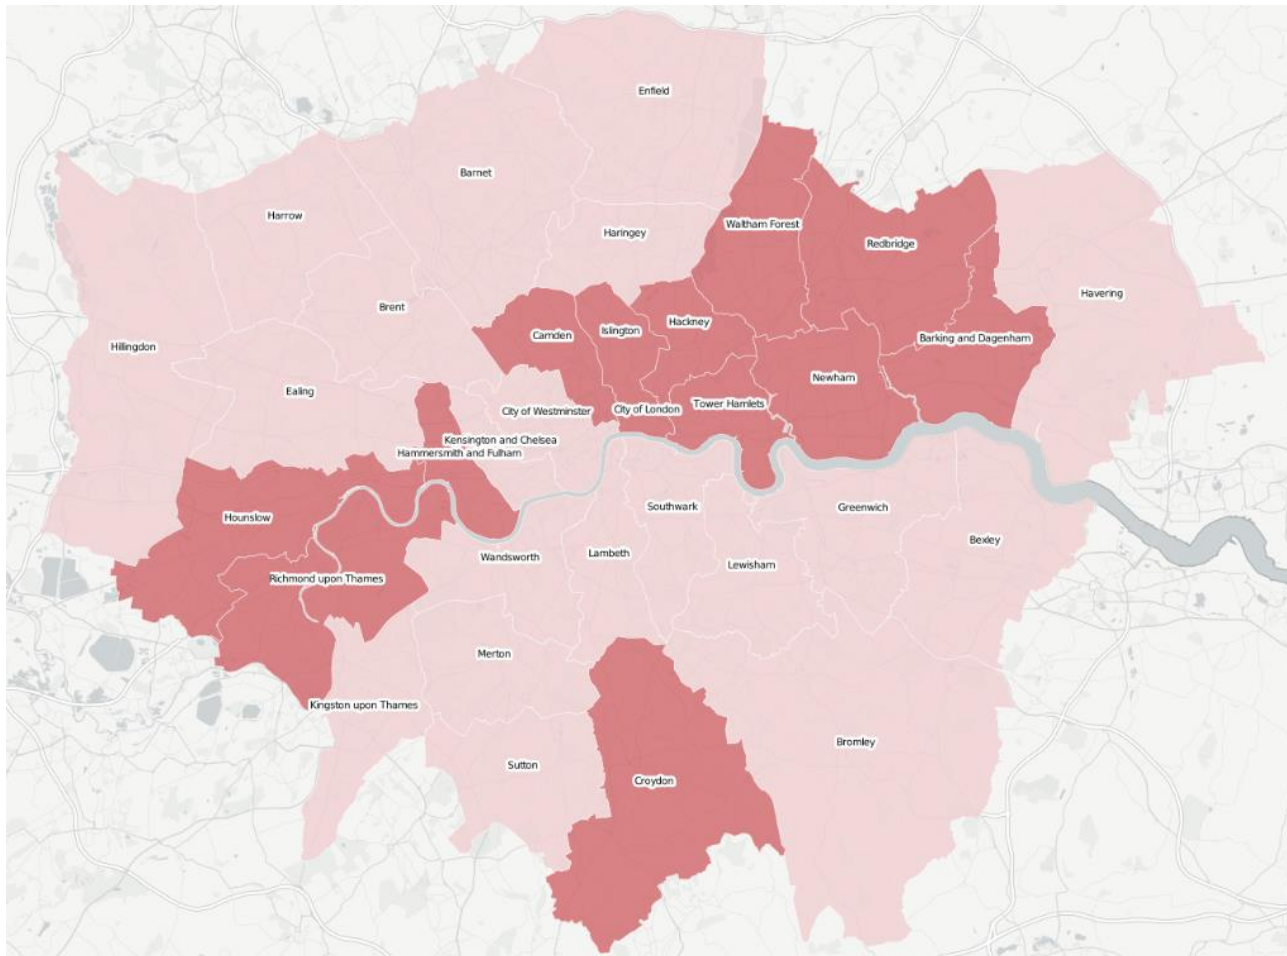 Enfield
Barnet
Harrow
Waltham Forest
Haringey
Redbridge
Havering
Brent
Hackney
Islington
Camden
Barking and Dagenham
Hillingdon
Newham
Ealing
Tower Hamlets
City of Westminster
City of London
Kensington and Chelsea
Hammersmith and Fulham
Southwark
Greenwich
Hounslow
Bexley
Wandsworth
Lambeth
Lewisham
Richmond upon Thames
Merton
Kingston upon Thames
Bromley
Sutton
Croydon